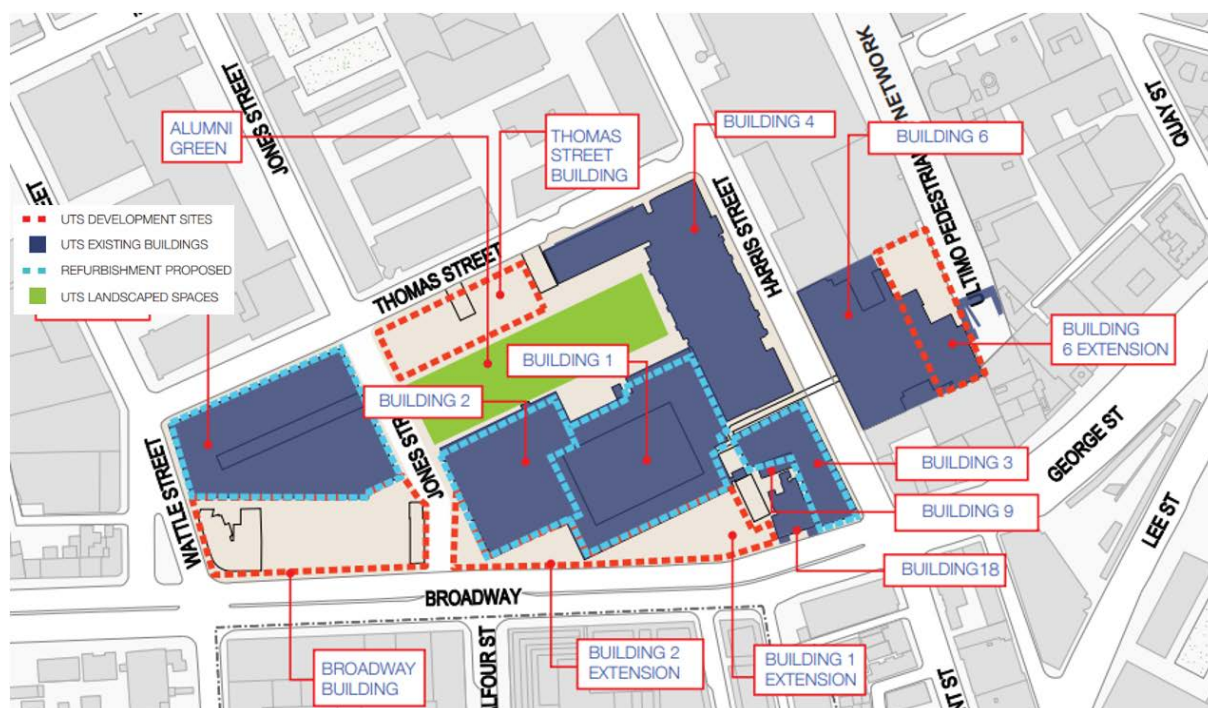 JONES STREET
NETWORK
QUAY ST
ALUMNI
GREEN
THOMAS
STREET
BUILDING
BUILDING 4
BUILDING 6
UTS DEVELOPMENT SITES
UTS EXISTING BUILDINGS
REFURBISHMENT PROPOSED
UTS LANDSCAPED SPACES
THOMAS STREET
HARRIS STREET
BUILDING
6 EXTENSION
BUILDING 1
BUILDING 2
WATTLE STREET
BUILDING 3
GEORGE ST
BUILDING 9
LEE ST
BUILDING18
BROADWAY
BROADWAY
BUILDING
BUILDING 2
EXTENSION
BUILDING 1
EXTENSION